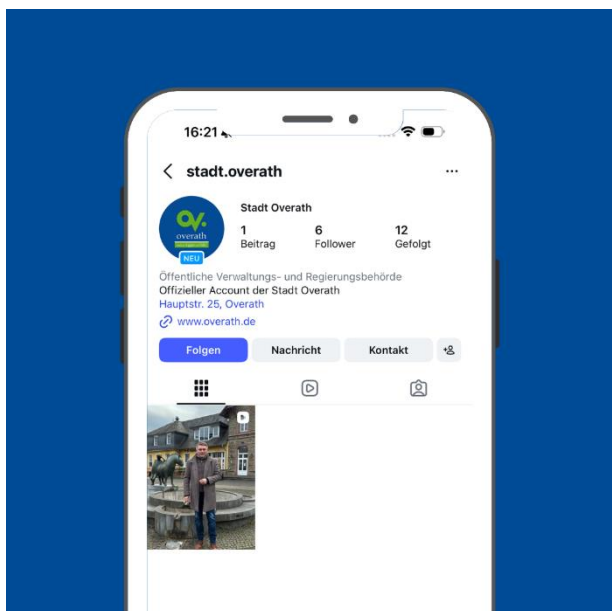 16:21
stadt.overath
...
ov.
overath
NEU
Stadt Overath
1 6 12
Beitrag Follower Gefolgt
Öffentliche Verwaltungs- und Regierungsbehörde
Offizieller Account der Stadt Overath
Hauptstr. 25, Overath
www.overath.de
Folgen Nachricht Kontakt